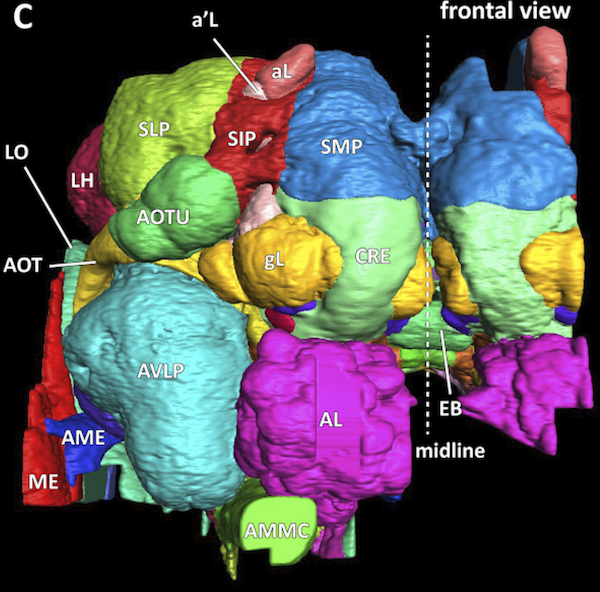 C
frontal view
a’L
aL
SLP
SIP
SMP
LO
LH
AOTU
AOT
gL
CRE
AVLP
AL
EB
AME
midline
ME
AMMC